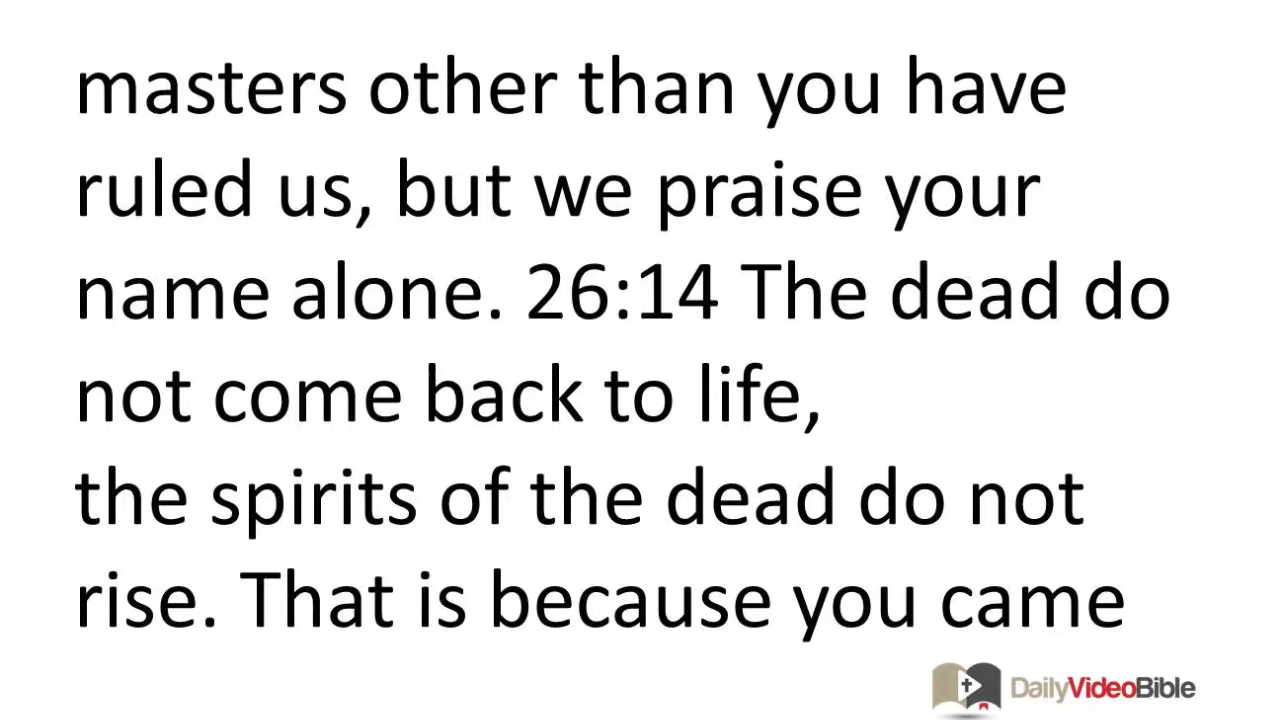 masters other than you have
ruled us, but we praise your
name alone. 26:14 The dead do
not come back to life,
the spirits of the dead do not
rise. That is because you came
DailyVideoBible